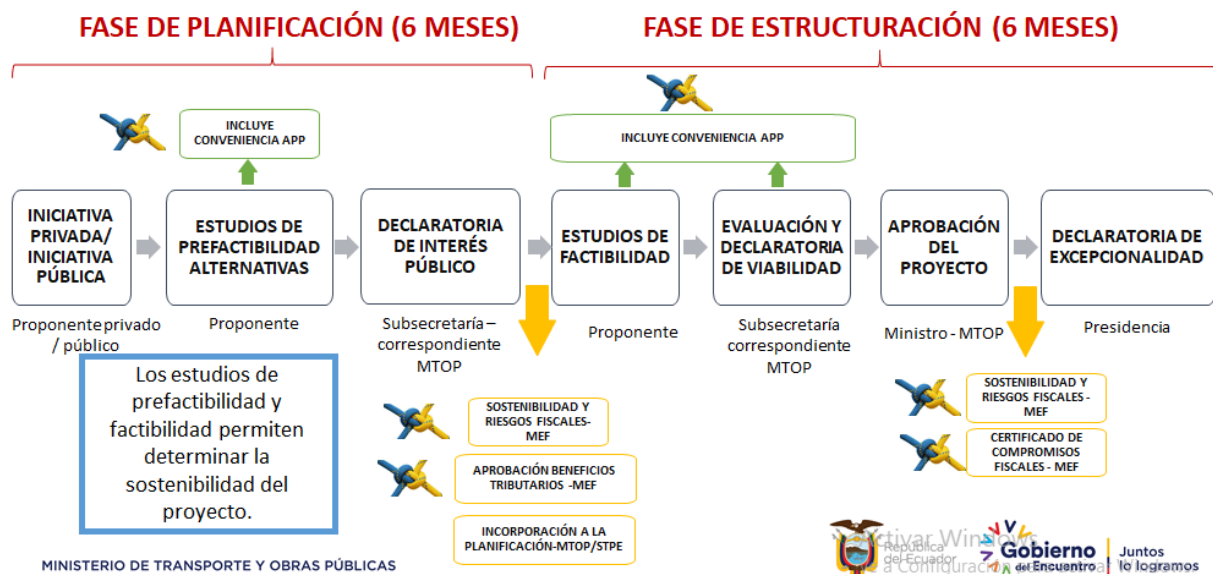 FASE DE PLANIFICACIÓN (6 MESES)
FASE DE ESTRUCTURACIÓN (6 MESES)
INCLUYE
CONVENIENCIA APP
INCLUYE CONVENIENCIA APP
INICIATIVA
PRIVADA/
INICIATIVA
PÚBLICA
ESTUDIOS DE
PREFACTIBILIDAD
ALTERNATIVAS
DECLARATORIA
DE INTERÉS
PÚBLICO
ESTUDIOS DE
FACTIBILIDAD
EVALUACIÓN Y
DECLARATORIA
DE VIABILIDAD
APROBACIÓN
DEL
PROYECTO
DECLARATORIA DE
EXCEPCIONALIDAD
Proponente privado
/ público
Proponente
Subsecretaría –
correspondiente
MTOP
Proponente
Subsecretaría
correspondiente
MTOP
Ministro - MTOP
Presidencia
Los estudios de
prefactibilidad y
factibilidad permiten
determinar la
sostenibilidad del
proyecto.
SOSTENIBILIDAD Y
RIESGOS FISCALES-
MEF
APROBACIÓN BENEFICIOS
TRIBUTARIOS -MEF
INCORPORACIÓN A LA
PLANIFICACIÓN-MTOP/STPE
SOSTENIBILIDAD Y
RIESGOS FISCALES -
MEF
CERTIFICADO DE
COMPROMISOS
FISCALES - MEF
MINISTERIO DE TRANSPORTE Y OBRAS PÚBLICAS
República
del Ecuador
Gobierno
del Encuentro
Juntos
lo logramos
Activar Windows